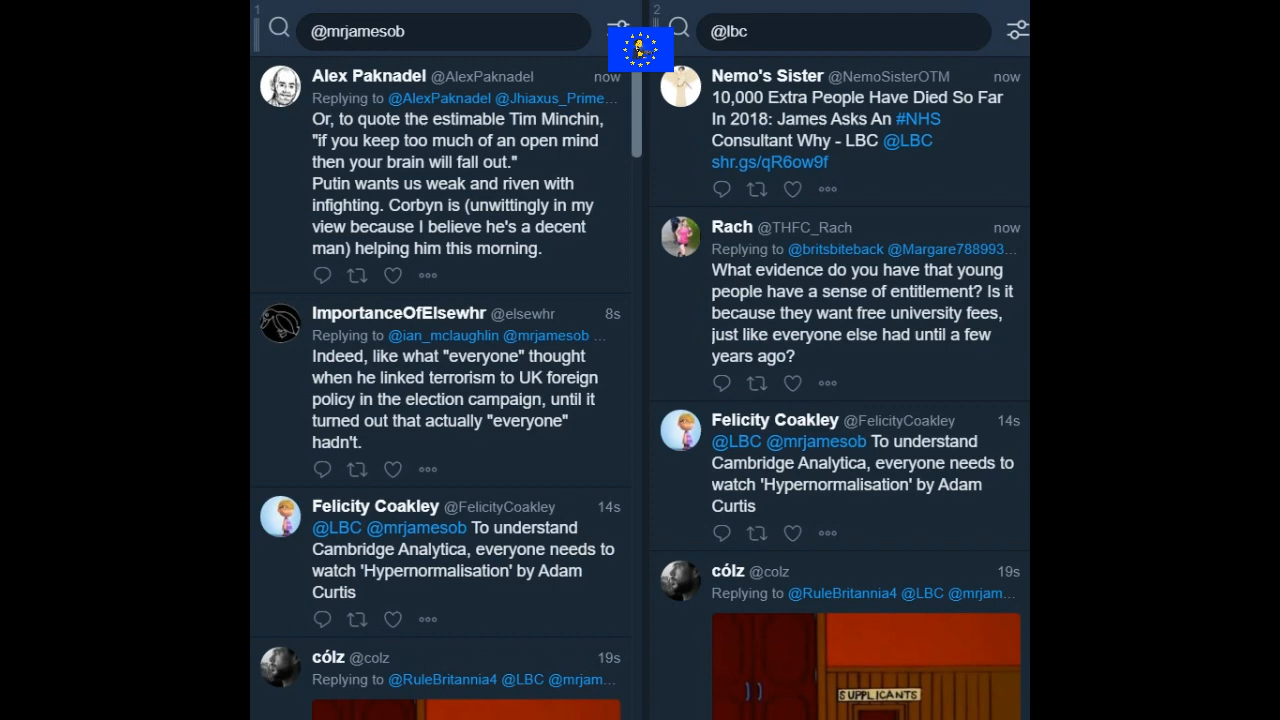 1
@mrjamesob
Alex Paknadel @AlexPaknadel now
Replying to @AlexPaknadel @Jhiaxus_Prime...
Or, to quote the estimable Tim Minchin,
"if you keep too much of an open mind
then your brain will fall out."
Putin wants us weak and riven with
infighting. Corbyn is (unwittingly in my
view because I believe he's a decent
man) helping him this morning.
ImportanceOfElsewhr @elsewhr 8s
Replying to @ian_mclaughlin @mrjamesob ...
Indeed, like what "everyone" thought
when he linked terrorism to UK foreign
policy in the election campaign, until it
turned out that actually "everyone"
hadn't.
Felicity Coakley @FelicityCoakley 14s
@LBC @mrjamesob To understand
Cambridge Analytica, everyone needs to
watch 'Hypernormalisation' by Adam
Curtis
cólz @colz 19s
Replying to @RuleBritannia4 @LBC @mrjam...
2
@lbc
Nemo's Sister @NemoSisterOTM now
10,000 Extra People Have Died So Far
In 2018: James Asks An #NHS
Consultant Why - LBC @LBC
shr.gs/qR6ow9f
Rach @THFC_Rach now
Replying to @britsbiteback @Margare788993...
What evidence do you have that young
people have a sense of entitlement? Is it
because they want free university fees,
just like everyone else had until a few
years ago?
Felicity Coakley @FelicityCoakley 14s
@LBC @mrjamesob To understand
Cambridge Analytica, everyone needs to
watch 'Hypernormalisation' by Adam
Curtis
cólz @colz 19s
Replying to @RuleBritannia4 @LBC @mrjam...
SUPPLICANTS